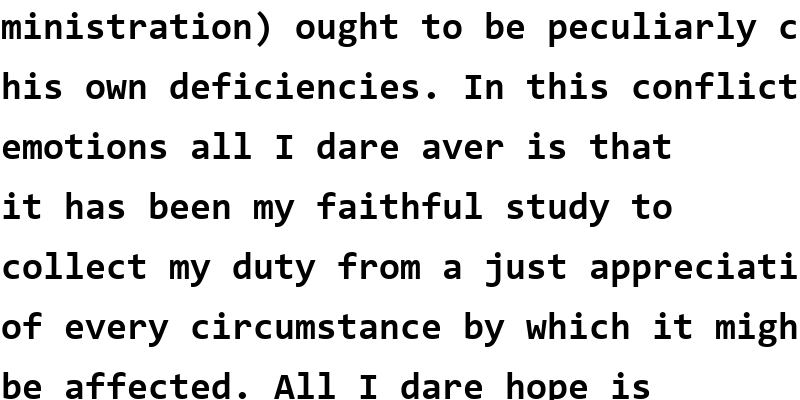 ministration) ought to be peculiarly c
his own deficiencies. In this conflict
emotions all I dare aver is that
it has been my faithful study to
collect my duty from a just appreciati
of every circumstance by which it migh
be affected. All I dare hope is